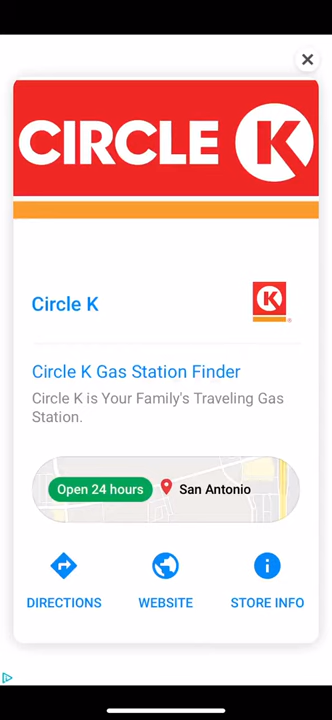 CIRCLE K
Circle K
K
Circle K Gas Station Finder
Circle K is Your Family's Traveling Gas
Station.
Open 24 hours San Antonio
DIRECTIONS WEBSITE STORE INFO